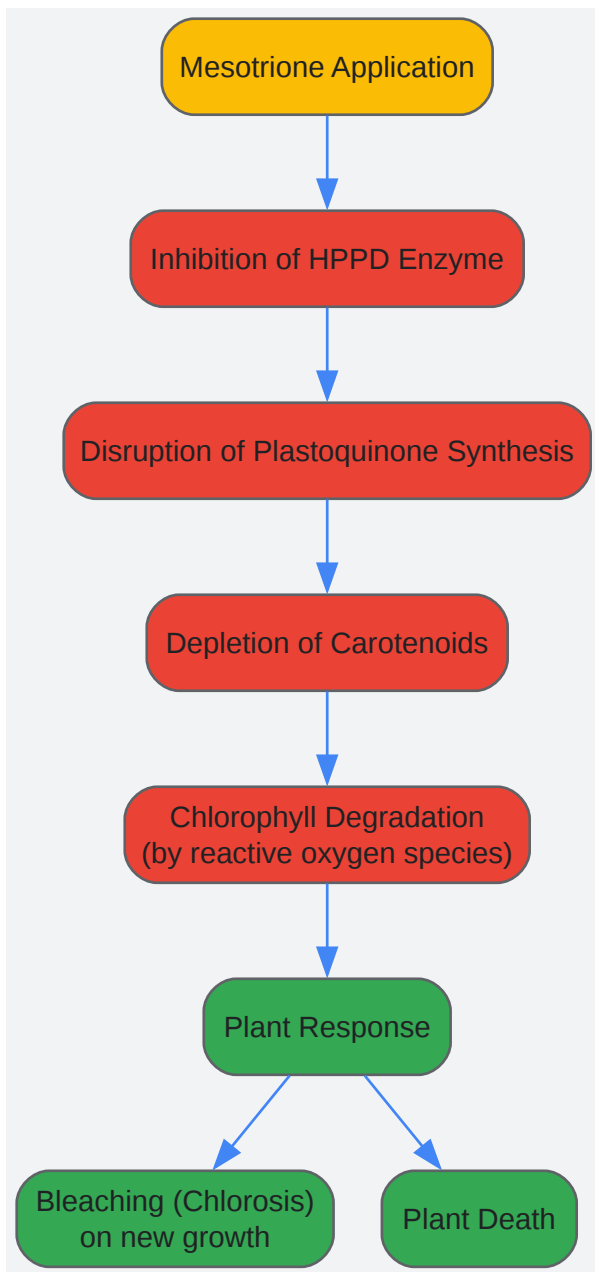 Mesotrione Application
Inhibition of HPPD Enzyme
Disruption of Plastoquinone Synthesis
Depletion of Carotenoids
Chlorophyll Degradation
(by reactive oxygen species)
Plant Response
Bleaching (Chlorosis)
on new growth
Plant Death